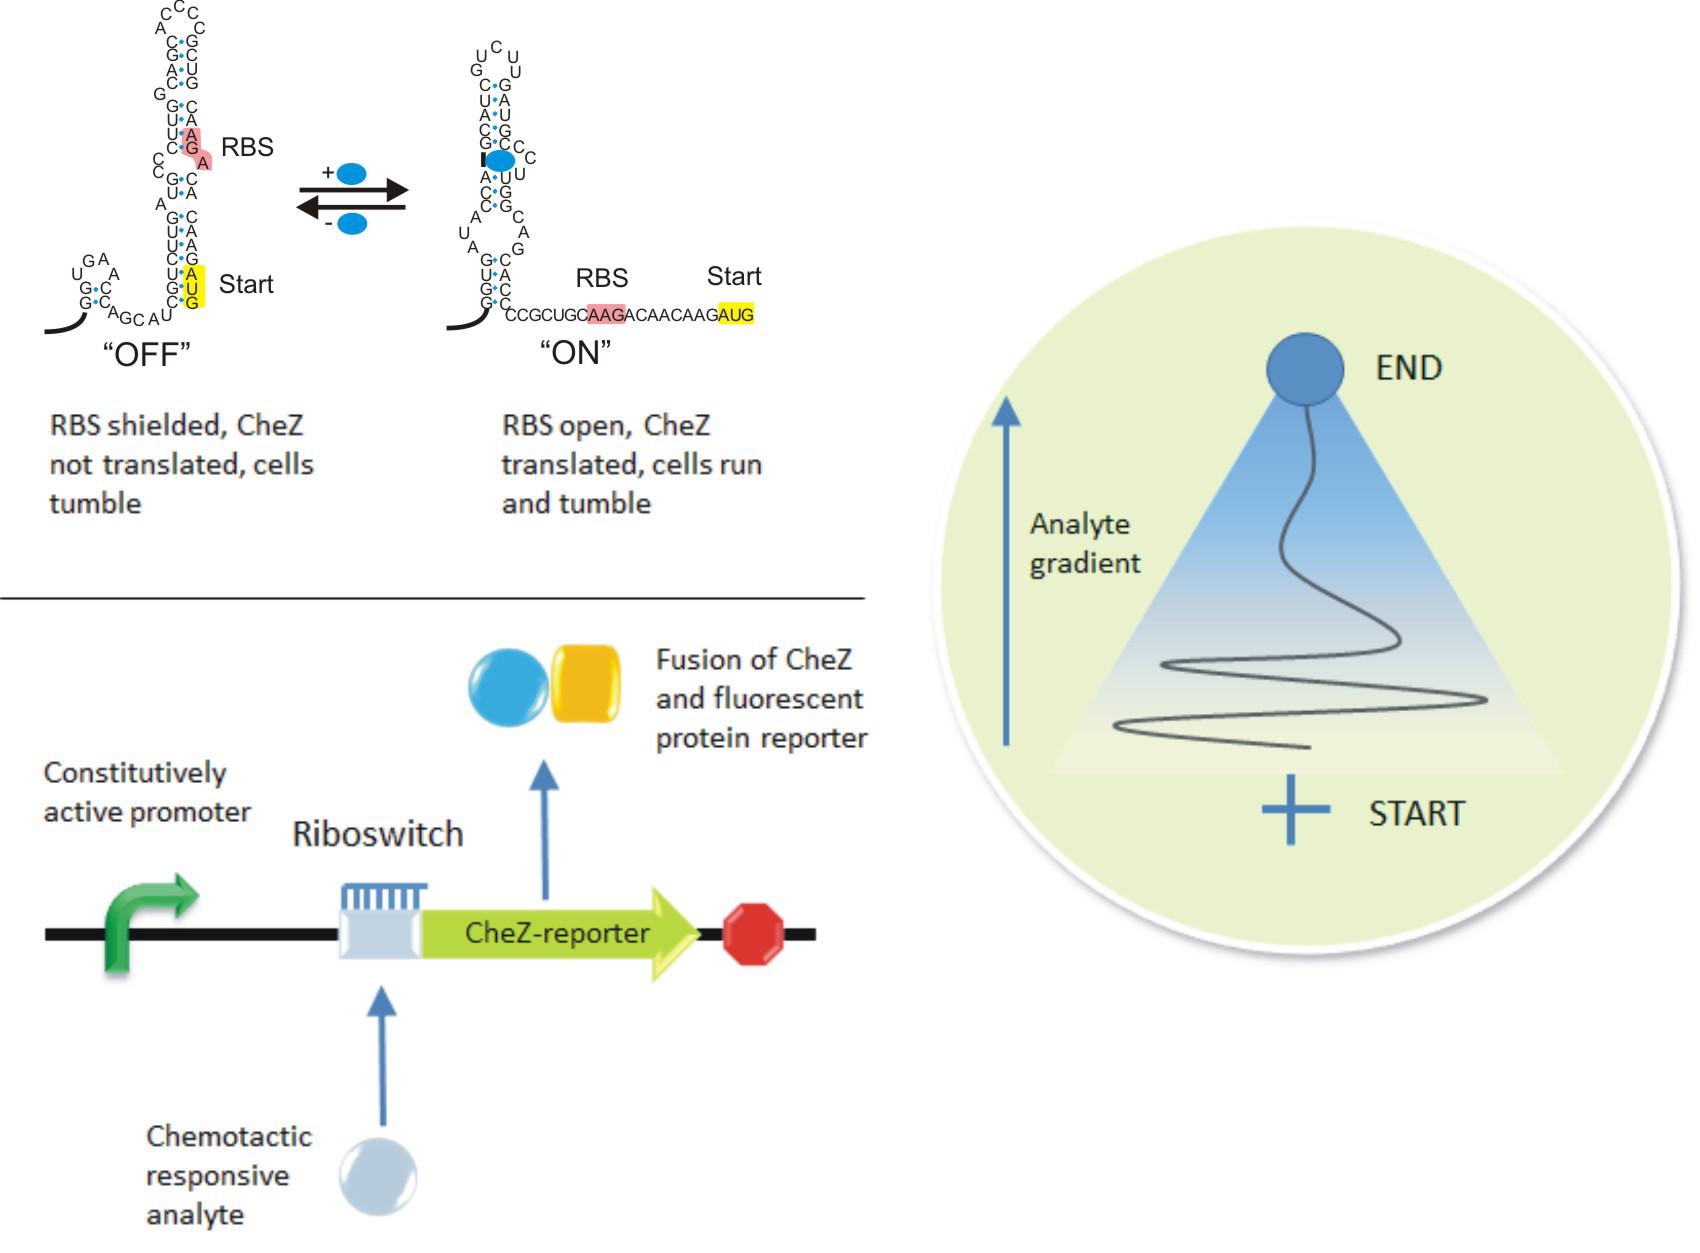 RBS
Start
"OFF"
+
-
RBS
Start
CCGCUGCAAGACAACAAGAUG
"ON"
RBS shielded, CheZ
not translated, cells
tumble
RBS open, CheZ
translated, cells run
and tumble
Fusion of CheZ
and fluorescent
protein reporter
Constitutively
active promoter
Riboswitch
CheZ-reporter
Chemotactic
responsive
analyte
END
Analyte
gradient
START